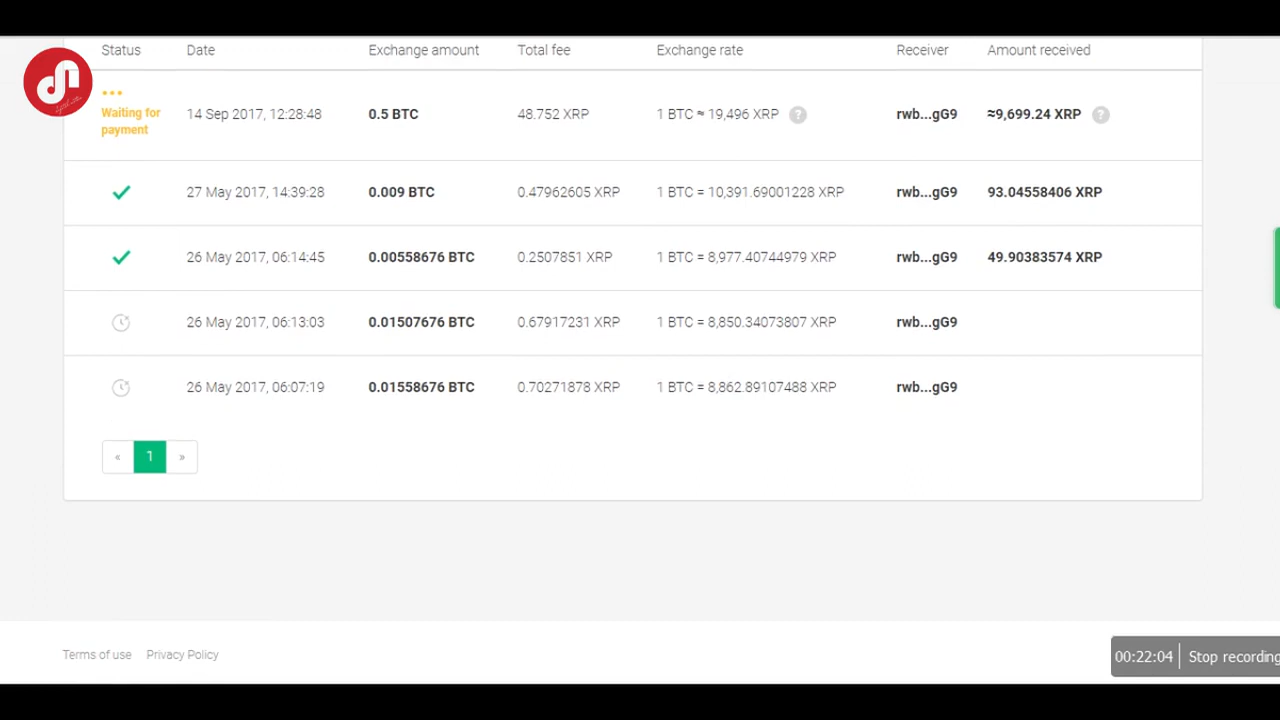 Status Date Exchange amount Total fee Exchange rate Receiver Amount received
Waiting for payment 14 Sep 2017, 12:28:48 0.5 BTC 48.752 XRP 1 BTC ≈ 19,496 XRP ? rwb...gG9 ≈9,699.24 XRP ?
27 May 2017, 14:39:28 0.009 BTC 0.47962605 XRP 1 BTC = 10,391.69001228 XRP rwb...gG9 93.04558406 XRP
26 May 2017, 06:14:45 0.00558676 BTC 0.2507851 XRP 1 BTC = 8,977.40744979 XRP rwb...gG9 49.90383574 XRP
26 May 2017, 06:13:03 0.01507676 BTC 0.67917231 XRP 1 BTC = 8,850.34073807 XRP rwb...gG9
26 May 2017, 06:07:19 0.01558676 BTC 0.70271878 XRP 1 BTC = 8,862.89107488 XRP rwb...gG9
« 1 »
Terms of use Privacy Policy
00:22:04 Stop recording